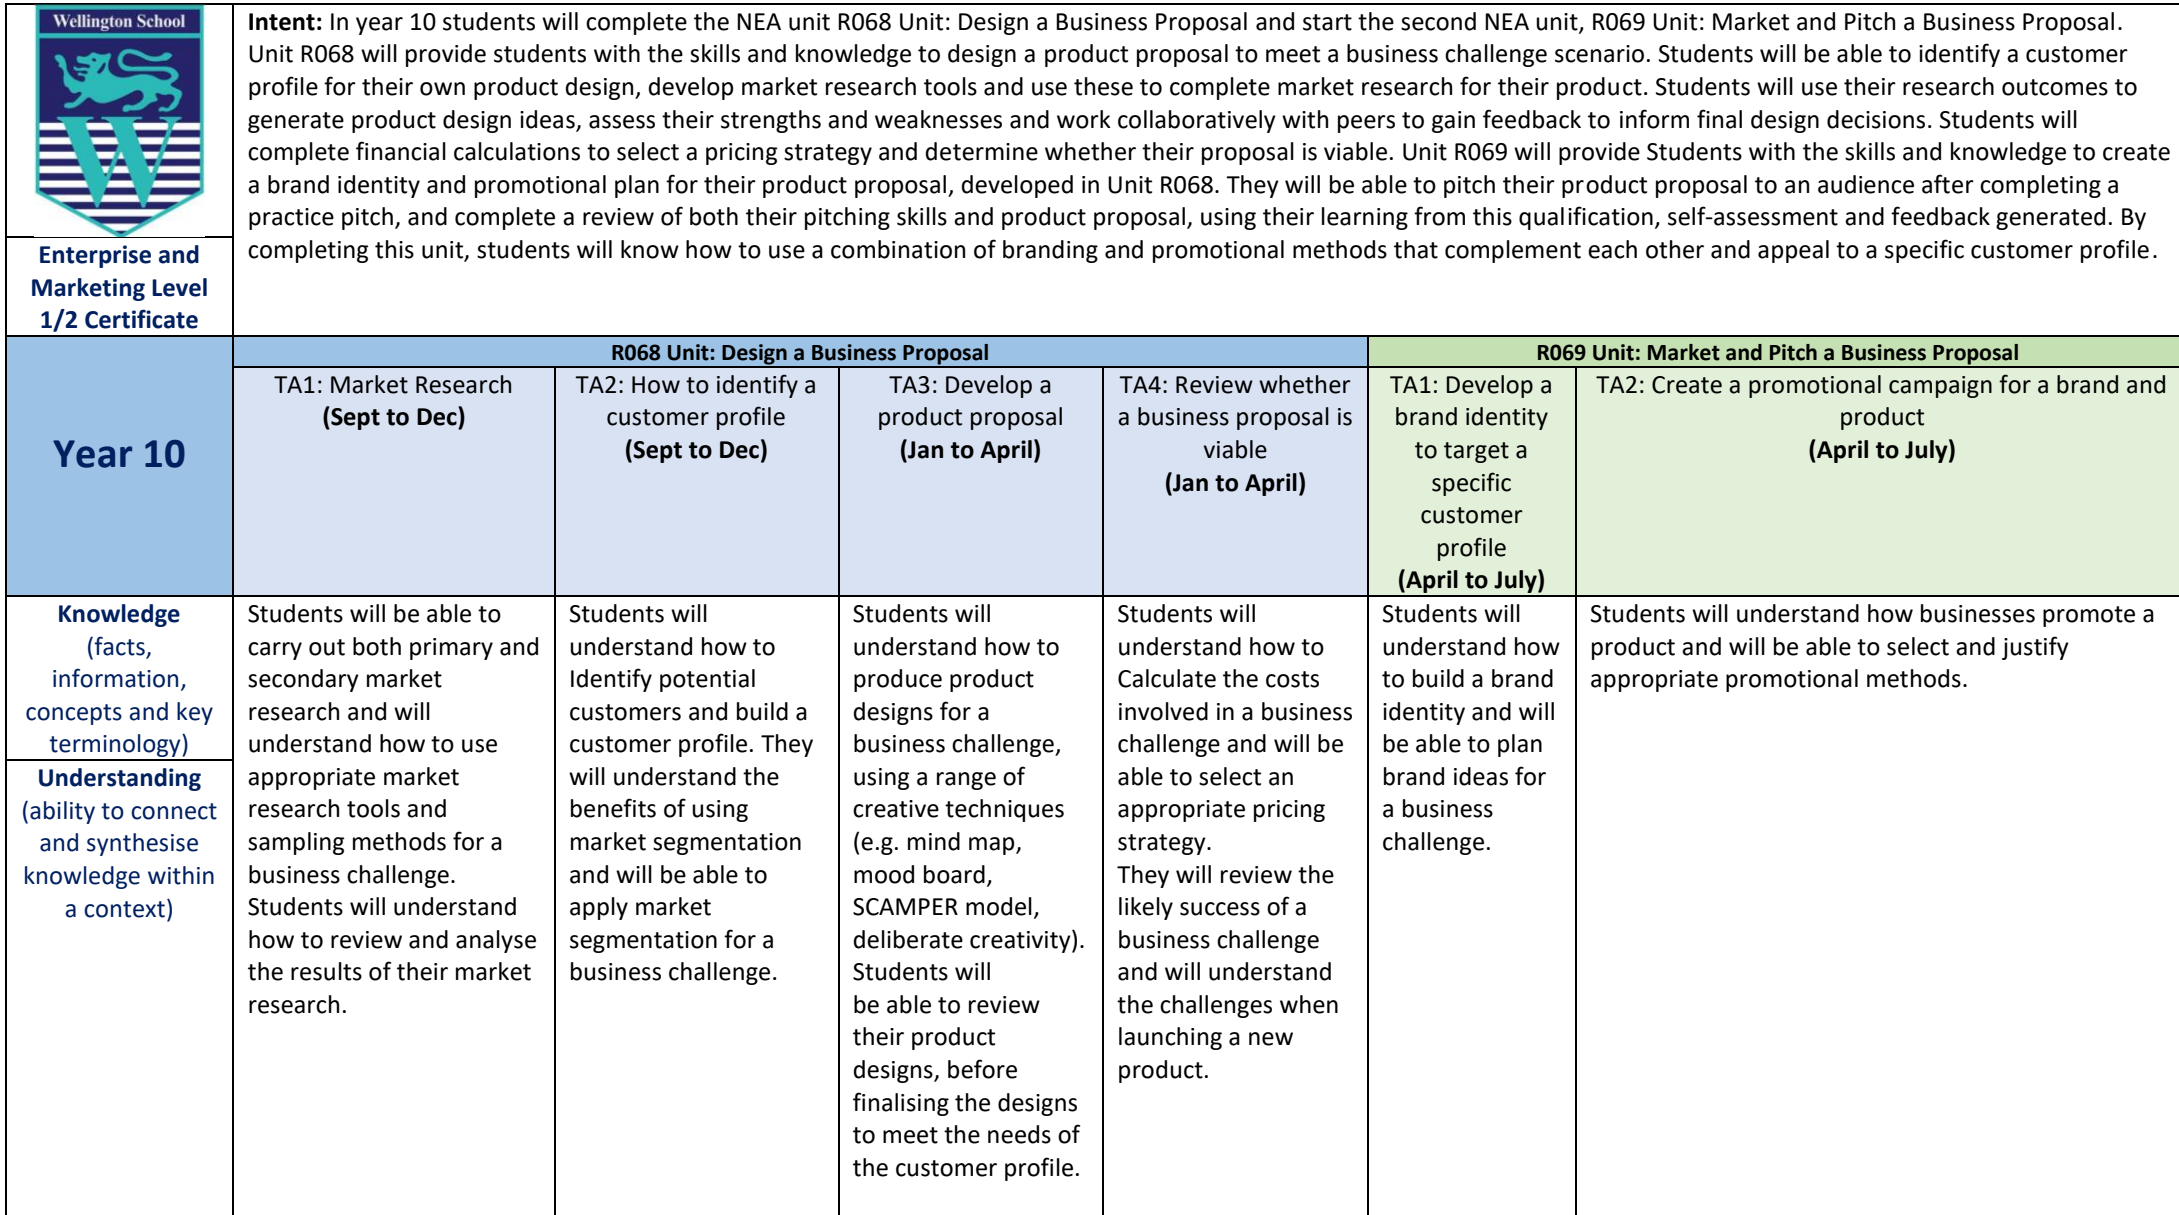 Wellington School
W
Enterprise and
Marketing Level
1/2 Certificate
Intent: In year 10 students will complete the NEA unit R068 Unit: Design a Business Proposal and start the second NEA unit, R069 Unit: Market and Pitch a Business Proposal.
Unit R068 will provide students with the skills and knowledge to design a product proposal to meet a business challenge scenario. Students will be able to identify a customer
profile for their own product design, develop market research tools and use these to complete market research for their product. Students will use their research outcomes to
generate product design ideas, assess their strengths and weaknesses and work collaboratively with peers to gain feedback to inform final design decisions. Students will
complete financial calculations to select a pricing strategy and determine whether their proposal is viable. Unit R069 will provide Students with the skills and knowledge to create
a brand identity and promotional plan for their product proposal, developed in Unit R068. They will be able to pitch their product proposal to an audience after completing a
practice pitch, and complete a review of both their pitching skills and product proposal, using their learning from this qualification, self-assessment and feedback generated. By
completing this unit, students will know how to use a combination of branding and promotional methods that complement each other and appeal to a specific customer profile.
Year 10
R068 Unit: Design a Business Proposal
R069 Unit: Market and Pitch a Business Proposal
TA1: Market Research
(Sept to Dec)
TA2: How to identify a
customer profile
(Sept to Dec)
TA3: Develop a
product proposal
(Jan to April)
TA4: Review whether
a business proposal is
viable
(Jan to April)
TA1: Develop a
brand identity
to target a
specific
customer
profile
(April to July)
TA2: Create a promotional campaign for a brand and
product
(April to July)
Knowledge
(facts,
information,
concepts and key
terminology)
Understanding
(ability to connect
and synthesise
knowledge within
a context)
Students will be able to
carry out both primary and
secondary market
research and will
understand how to use
appropriate market
research tools and
sampling methods for a
business challenge.
Students will understand
how to review and analyse
the results of their market
research.
Students will
understand how to
Identify potential
customers and build a
customer profile. They
will understand the
benefits of using
market segmentation
and will be able to
apply market
segmentation for a
business challenge.
Students will
understand how to
produce product
designs for a
business challenge,
using a range of
creative techniques
(e.g. mind map,
mood board,
SCAMPER model,
deliberate creativity).
Students will
be able to review
their product
designs, before
finalising the designs
to meet the needs of
the customer profile.
Students will
understand how to
Calculate the costs
involved in a business
challenge and will be
able to select an
appropriate pricing
strategy.
They will review the
likely success of a
business challenge
and will understand
the challenges when
launching a new
product.
Students will
understand how
to build a brand
identity and will
be able to plan
brand ideas for
a business
challenge.
Students will understand how businesses promote a
product and will be able to select and justify
appropriate promotional methods.